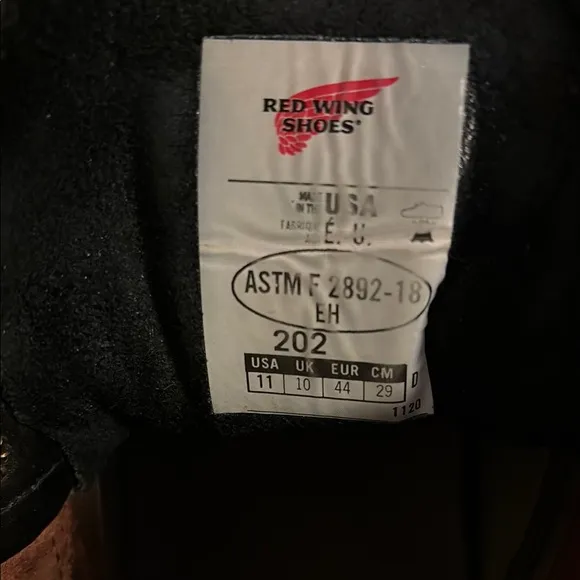 RED WING
SHOES®
MADE
IN THE USA
FABRIQUÉ
AUX É. U.
ASTM F 2892-18
EH
202
USA UK EUR CM
11 10 44 29 D
1120